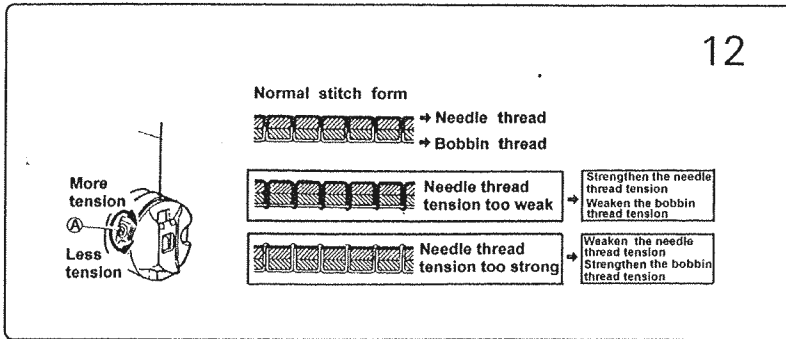 12
Normal stitch form
→ Needle thread
→ Bobbin thread
More
tension
Ⓐ
Less
tension
Needle thread
tension too weak
→
Strengthen the needle
thread tension
Weaken the bobbin
thread tension
Needle thread
tension too strong
→
Weaken the needle
thread tension
Strengthen the bobbin
thread tension